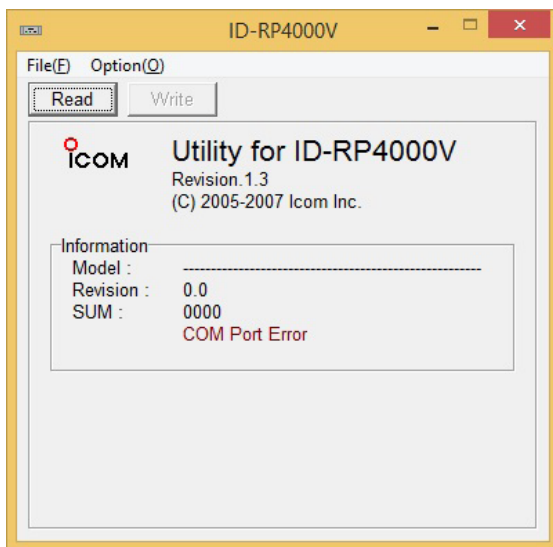 ID-RP4000V
File(F) Option(O)
Read Write
ICOM
Utility for ID-RP4000V
Revision.1.3
(C) 2005-2007 Icom Inc.
Information
Model : ------------------------------------------------------
Revision : 0.0
SUM : 0000
COM Port Error